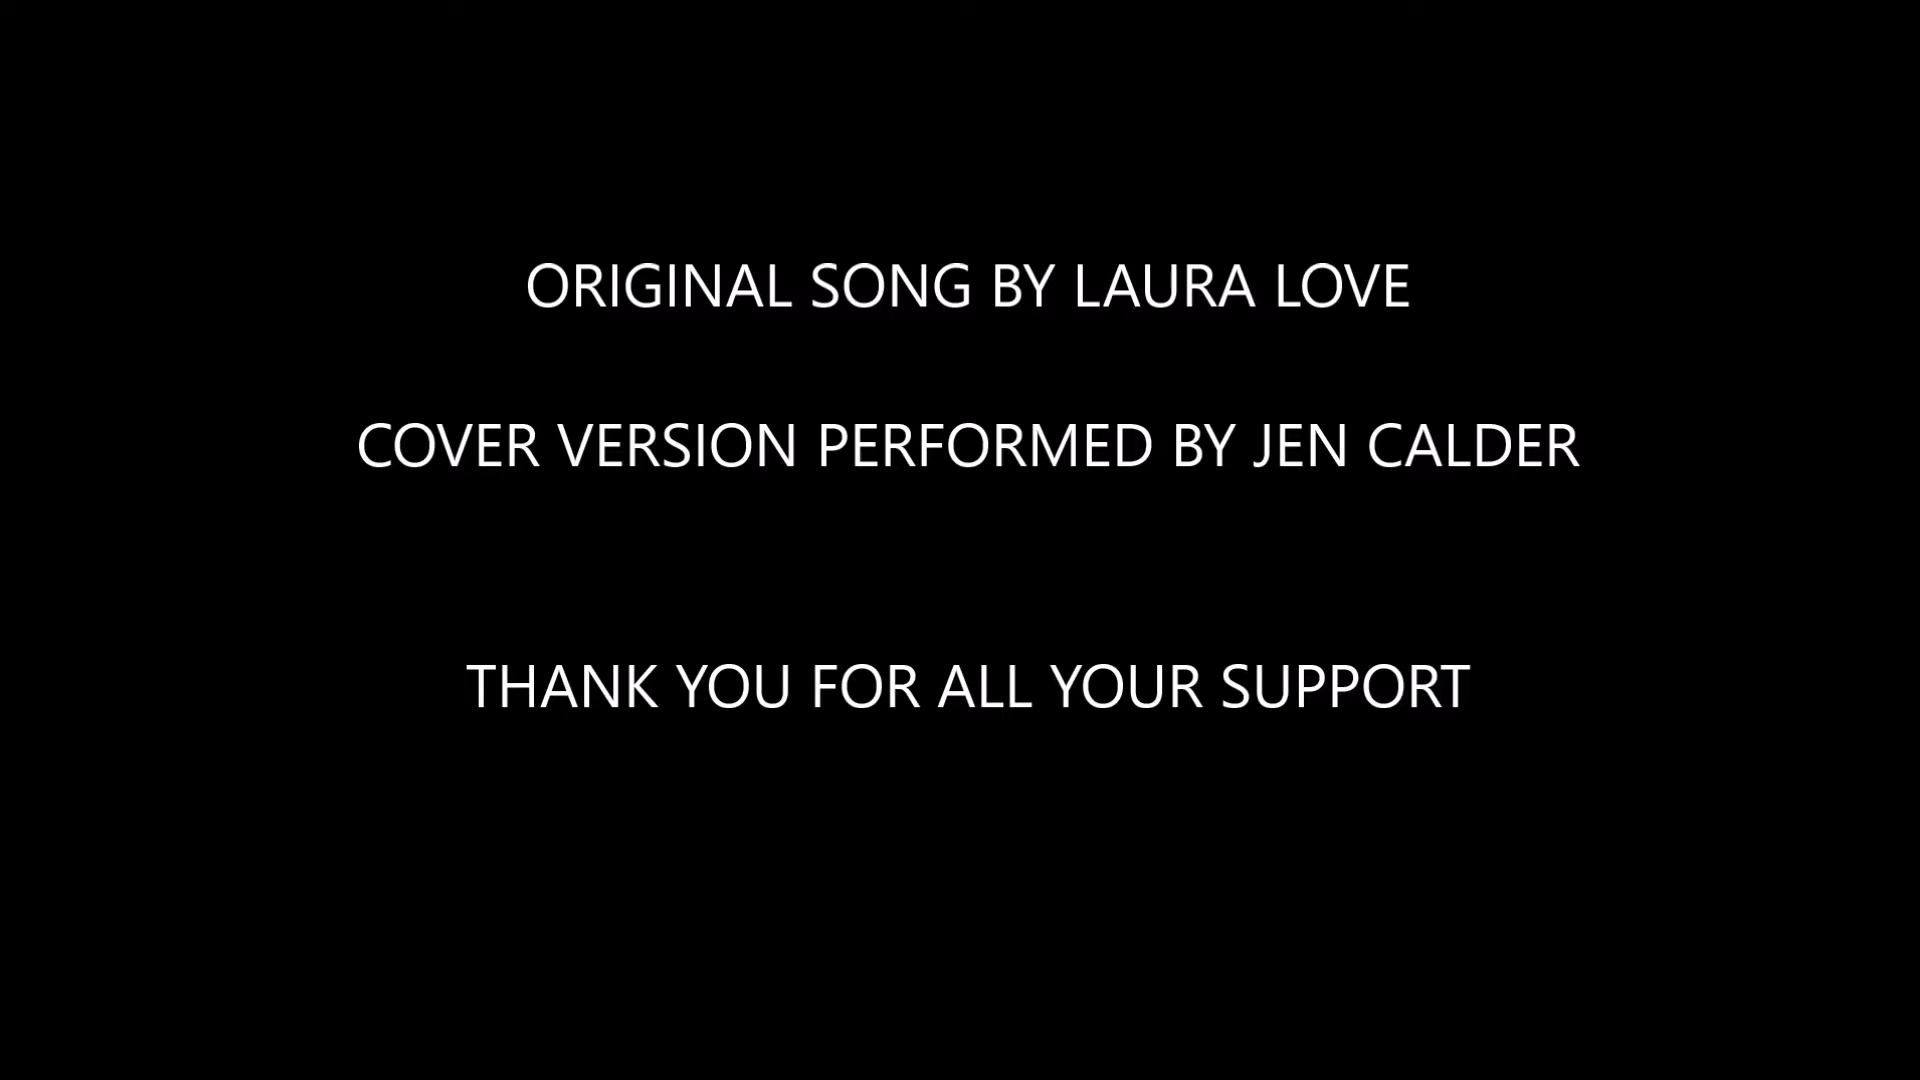 ORIGINAL SONG BY LAURA LOVE
COVER VERSION PERFORMED BY JEN CALDER
THANK YOU FOR ALL YOUR SUPPORT